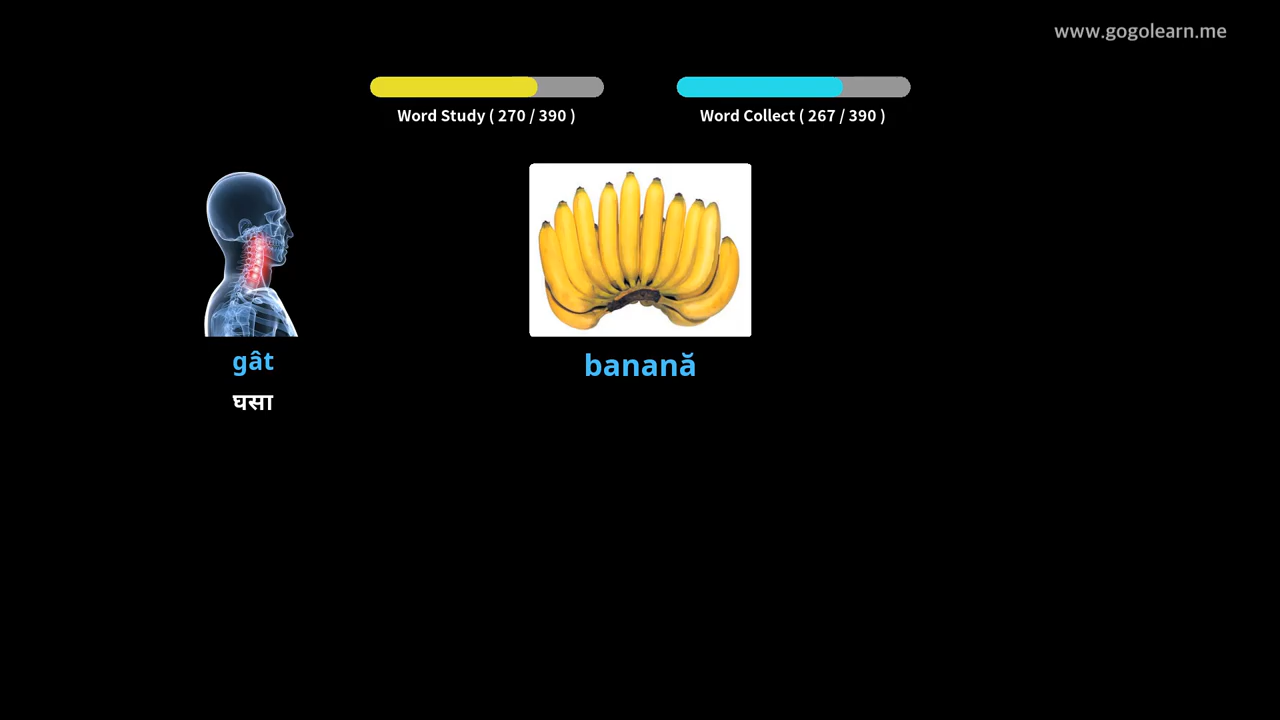 www.gogolearn.me
Word Study ( 270 / 390 )
Word Collect ( 267 / 390 )
gât
घसा
banană